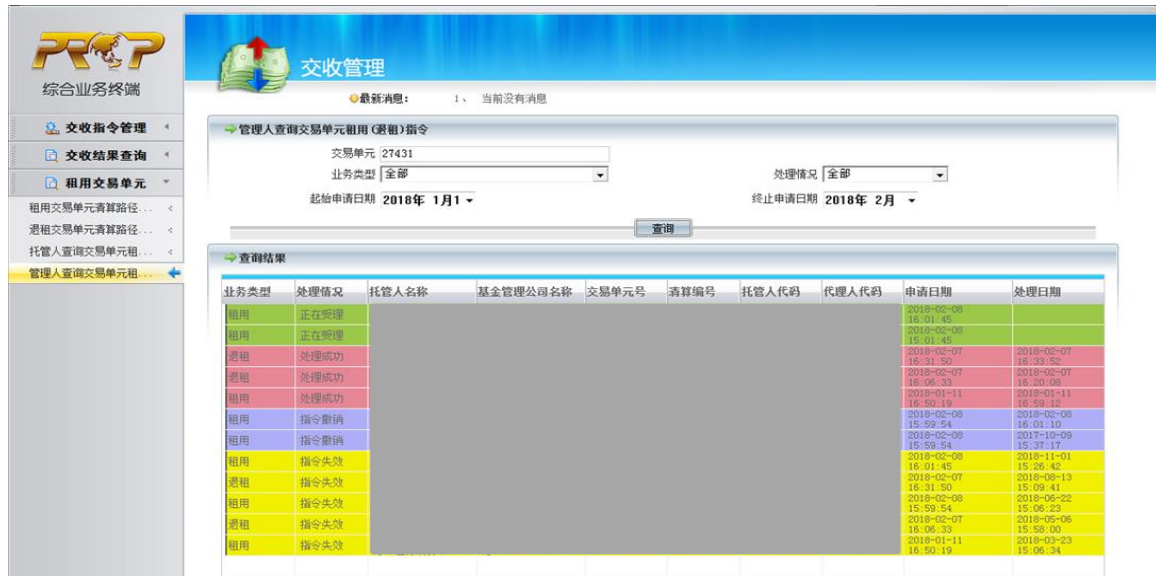 PROP
综合业务终端
交收管理
最新消息： 1、 当前没有消息
交收指令管理
交收结果查询
租用交易单元
租用交易单元清算路径...
退租交易单元清算路径...
托管人查询交易单元租...
管理人查询交易单元租...
管理人查询交易单元租用(退租)指令
交易单元 27431
业务类型 全部 处理情况 全部
起始申请日期 2018年 1月1 终止申请日期 2018年 2月
查询
查询结果
业务类型 处理情况 托管人名称 基金管理公司名称 交易单元号 清算编号 托管人代码 代理人代码 申请日期 处理日期
租用 正在受理 2018-02-08 16:01:45
租用 正在受理 2018-02-08 15:01:45
退租 处理成功 2018-02-07 16:31:50 2018-02-07 16:33:52
退租 处理成功 2018-02-07 16:06:33 2018-02-07 16:20:08
租用 处理成功 2018-01-11 16:50:19 2018-01-11 16:59:12
租用 指令撤销 2018-02-08 15:59:54 2018-02-08 16:01:10
租用 指令撤销 2018-02-08 15:59:54 2017-10-09 15:37:17
租用 指令失效 2018-02-08 16:01:45 2018-11-01 15:26:42
退租 指令失效 2018-02-07 16:31:50 2018-08-13 15:09:41
租用 指令失效 2018-02-08 15:59:54 2018-06-22 15:06:23
退租 指令失效 2018-02-07 16:06:33 2018-05-06 15:58:00
租用 指令失效 2018-01-11 16:50:19 2018-03-23 15:06:34